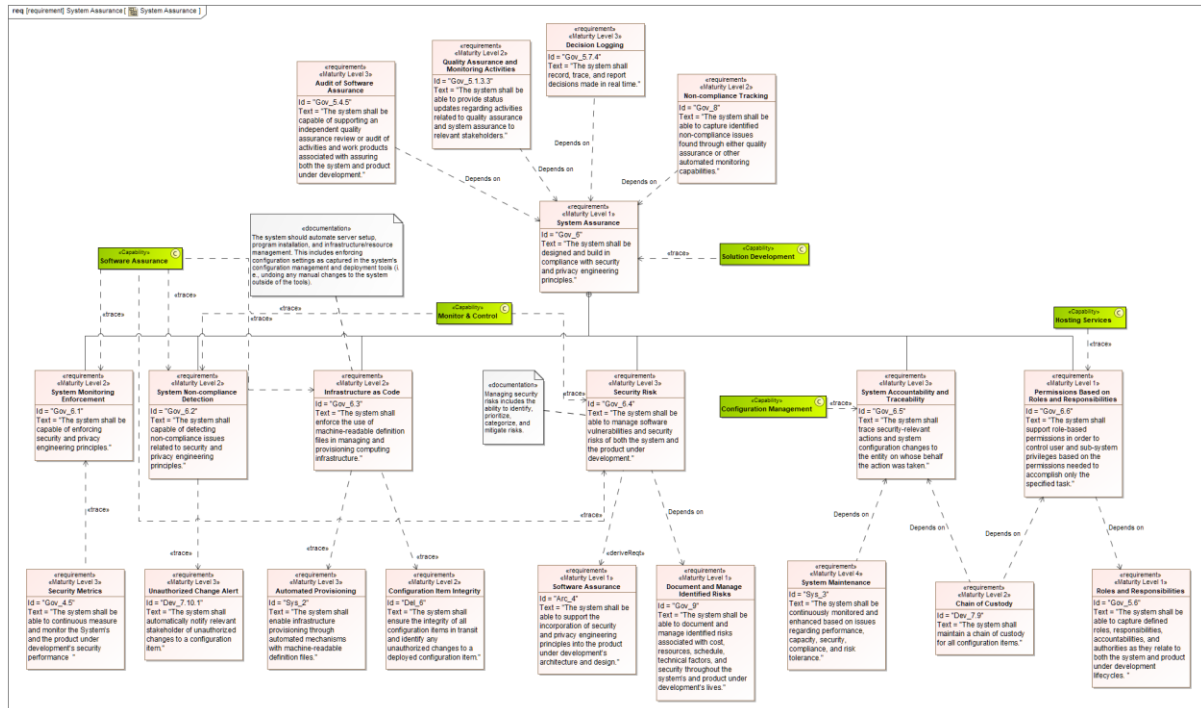 req [requirement] System Assurance [ System Assurance ]
«requirement»
«Maturity Level 3»
Decision Logging
Id = "Gov_5.7.4"
Text = "The system shall
record, trace, and report
decisions made in real time."
«requirement»
«Maturity Level 2»
Quality Assurance and
Monitoring Activities
Id = "Gov_5.1.3.3"
Text = "The system shall be
able to provide status
updates regarding activities
related to quality assurance
and system assurance to
relevant stakeholders."
«requirement»
«Maturity Level 3»
Audit of Software
Assurance
Id = "Gov_5.4.5"
Text = "The system shall be
capable of supporting an
independent quality
assurance review or audit of
activities and work products
associated with assuring
both the system and product
under development."
«requirement»
«Maturity Level 2»
Non-compliance Tracking
Id = "Gov_8"
Text = "The system shall be
able to capture identified
non-compliance issues
found through either quality
assurance or other
automated monitoring
capabilities."
Depends on
Depends on
Depends on
Depends on
«requirement»
«Maturity Level 1»
System Assurance
Id = "Gov_6"
Text = "The system shall be
designed and build in
compliance with security
and privacy engineering
principles."
«documentation»
The system should automate server setup,
program installation, and infrastructure/resource
management. This includes enforcing
configuration settings as captured in the system's
configuration management and deployment tools (i.
e., undoing any manual changes to the system
outside of the tools).
«Capability»
Software Assurance
C
«trace»
«Capability»
Solution Development
C
«trace»
«trace»
«trace»
«trace»
«trace»
«Capability»
Monitor & Control
C
«trace»
«Capability»
Hosting Services
C
«trace»
«requirement»
«Maturity Level 2»
System Monitoring
Enforcement
Id = "Gov_6.1"
Text = "The system shall
be capable of enforcing
security and privacy
engineering principles."
«requirement»
«Maturity Level 2»
System Non-compliance
Detection
Id = "Gov_6.2"
Text = "The system shall
capable of detecting
non-compliance issues
related to security and
privacy engineering
principles."
«requirement»
«Maturity Level 2»
Infrastructure as Code
Id = "Gov_6.3"
Text = "The system shall
enforce the use of
machine-readable definition
files in managing and
provisioning computing
infrastructure."
«documentation»
Managing security
risks includes the
ability to identify,
prioritize,
categorize, and
mitigate risks.
«requirement»
«Maturity Level 2»
Security Risk
Id = "Gov_6.4"
Text = "The system shall be
able to manage software
vulnerabilities and security
risks of both the system and
the product under
development."
«Capability»
Configuration Management
C
«trace»
«requirement»
«Maturity Level 2»
System Accountability and
Traceability
Id = "Gov_6.5"
Text = "The system shall
trace security-relevant
actions and system
configuration changes to
the entity on whose behalf
the action was taken."
«requirement»
«Maturity Level 1»
Permissions Based on
Roles and Responsibilities
Id = "Gov_6.6"
Text = "The system shall
support role-based
permissions in order to
control user and sub-system
privileges based on the
permissions needed to
accomplish only the
specified task."
«trace»
«trace»
«trace»
«trace»
«trace»
«deriveReqt»
Depends on
Depends on
Depends on
Depends on
Depends on
«requirement»
«Maturity Level 3»
Security Metrics
Id = "Gov_4.5"
Text = "The system shall be
able to continuous measure
and monitor the System's
and the product under
development's security
performance "
«requirement»
«Maturity Level 3»
Unauthorized Change Alert
Id = "Dev_7.10.1"
Text = "The system shall
automatically notify relevant
stakeholder of unauthorized
changes to a configuration
item."
«requirement»
«Maturity Level 3»
Automated Provisioning
Id = "Sys_2"
Text = "The system shall
enable infrastructure
provisioning through
automated mechanisms
with machine-readable
definition files."
«requirement»
«Maturity Level 2»
Configuration Item Integrity
Id = "Del_6"
Text = "The system shall
ensure the integrity of all
configuration items in transit
and identify any
unauthorized changes to a
deployed configuration item."
«requirement»
«Maturity Level 1»
Software Assurance
Id = "Arc_4"
Text = "The system shall be
able to support the
incorporation of security
and privacy engineering
principles into the product
under development's
architecture and design."
«requirement»
«Maturity Level 1»
Document and Manage
Identified Risks
Id = "Gov_9"
Text = "The system shall be
able to document and
manage identified risks
associated with cost,
resources, schedule,
technical factors, and
security throughout the
system's and product under
development's lives."
«requirement»
«Maturity Level 4»
System Maintenance
Id = "Sys_3"
Text = "The system shall
be continuously
monitored and
enhanced based on
issues regarding
performance,
capacity, security,
compliance, and risk
tolerance."
«requirement»
«Maturity Level 2»
Chain of Custody
Id = "Dev_7.9"
Text = "The system shall
maintain a chain of custody
for all configuration items."
«requirement»
«Maturity Level 1»
Roles and Responsibilities
Id = "Gov_5.6"
Text = "The system shall be
able to capture defined
roles, responsibilities,
accountabilities, and
authorities as they relate to
both the system and product
under development
lifecycles. "